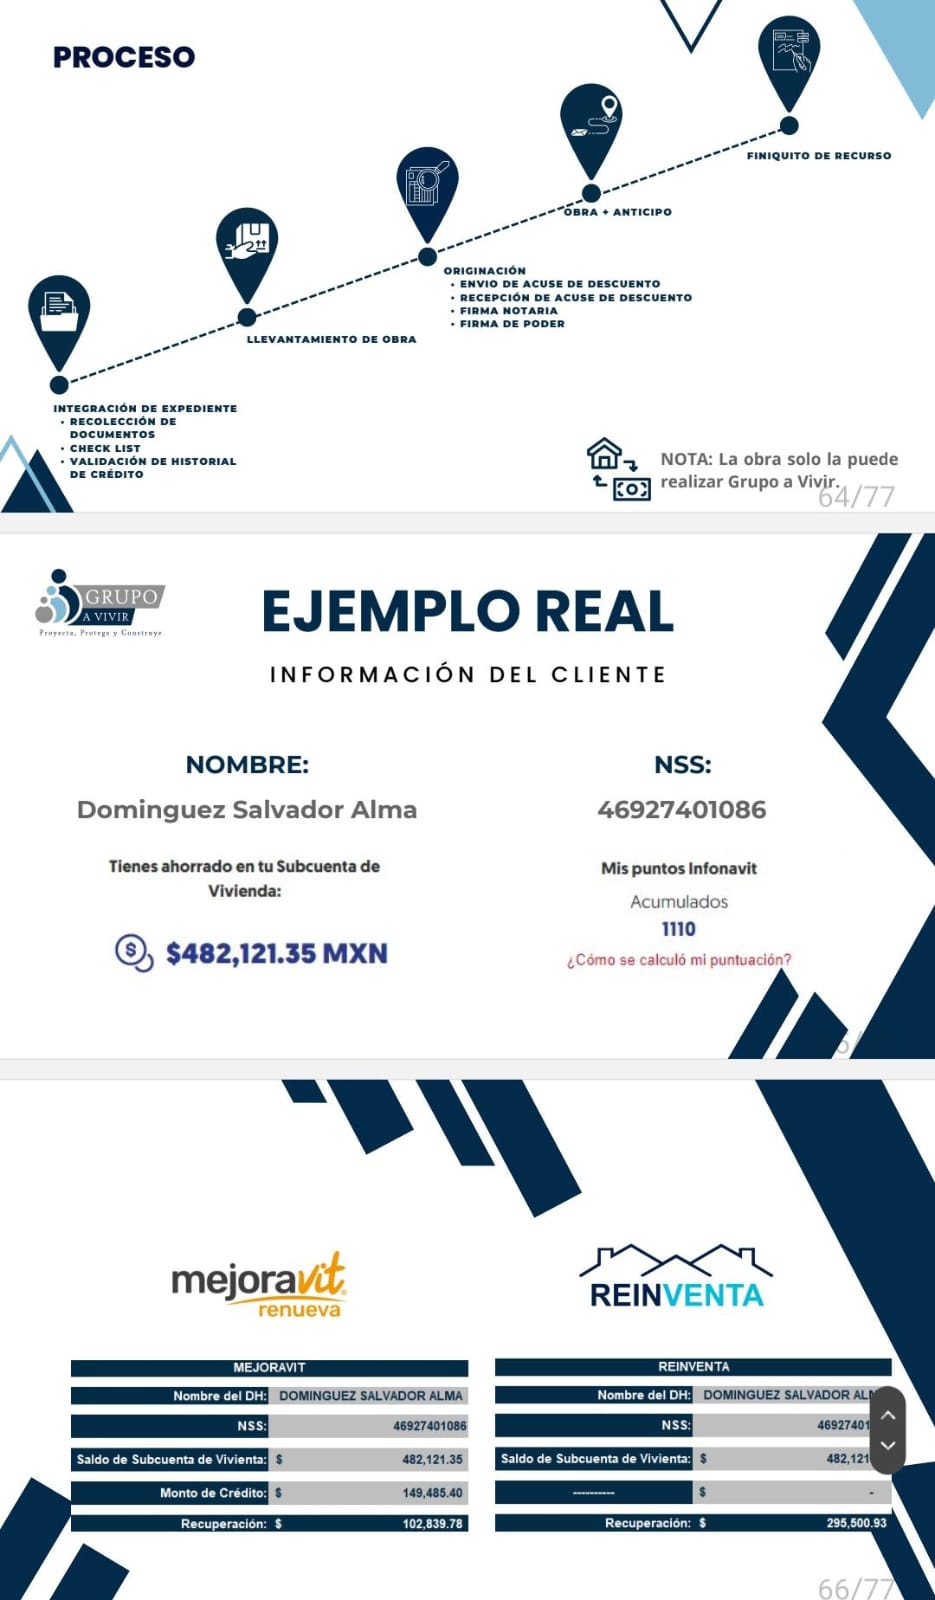 PROCESO
FINIQUITO DE RECURSO
OBRA + ANTICIPO
ORIGINACIÓN
• ENVIO DE ACUSE DE DESCUENTO
• RECEPCIÓN DE ACUSE DE DESCUENTO
• FIRMA NOTARIA
• FIRMA DE PODER
LLEVANTAMIENTO DE OBRA
INTEGRACIÓN DE EXPEDIENTE
• RECOLECCIÓN DE
DOCUMENTOS
• CHECK LIST
• VALIDACIÓN DE HISTORIAL
DE CRÉDITO
NOTA: La obra solo la puede
realizar Grupo a Vivir.
64/77
GRUPO
A VIVIR
Proyecta, Protege y Construye
EJEMPLO REAL
INFORMACIÓN DEL CLIENTE
NOMBRE:
Dominguez Salvador Alma
NSS:
46927401086
Tienes ahorrado en tu Subcuenta de
Vivienda:
$482,121.35 MXN
Mis puntos Infonavit
Acumulados
1110
¿Cómo se calculó mi puntuación?
mejoravit
renueva
MEJORAVIT
Nombre del DH: DOMINGUEZ SALVADOR ALMA
NSS: 46927401086
Saldo de Subcuenta de Vivienta: $ 482,121.35
Monto de Crédito: $ 149,485.40
Recuperación: $ 102,839.78
REINVENTA
REINVENTA
Nombre del DH: DOMINGUEZ SALVADOR AL
NSS: 46927401
Saldo de Subcuenta de Vivienta: $ 482,121
---------- $ -
Recuperación: $ 295,500.93
66/77